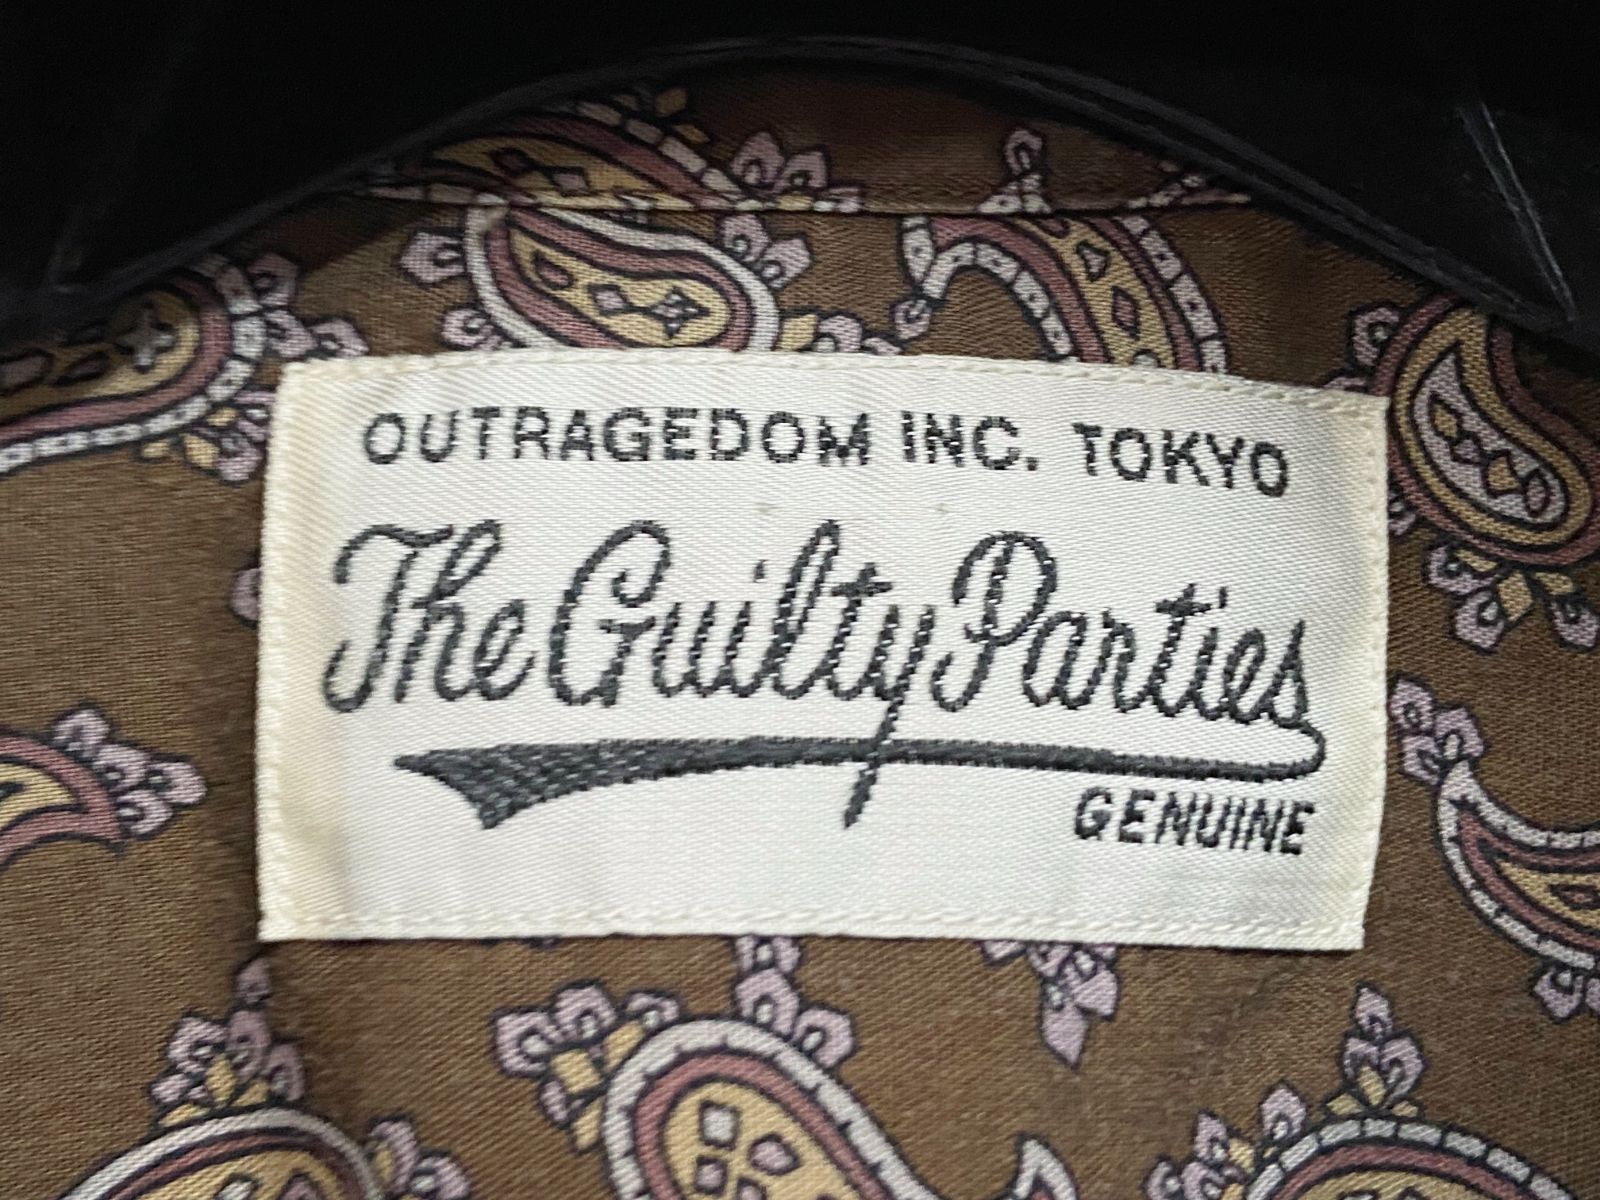 OUTRAGEDOM INC. TOKYO
The Guilty Parties
GENUINE